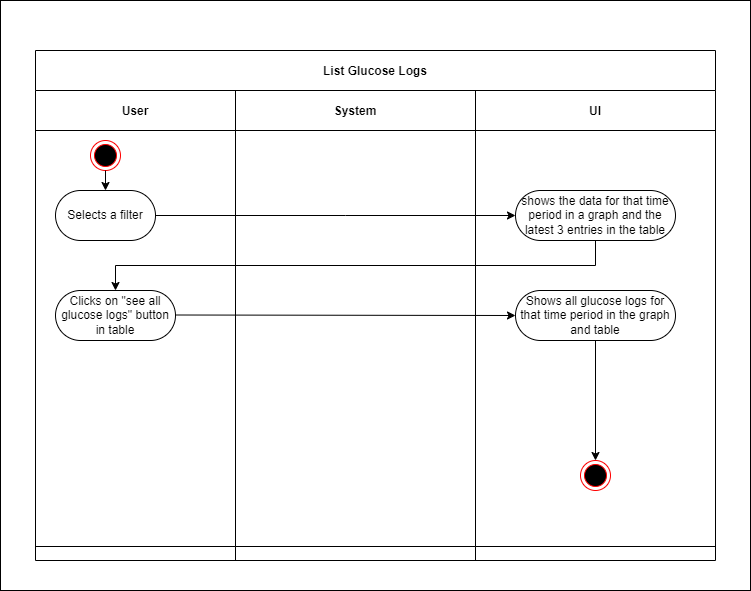 List Glucose Logs
User
System
UI
Selects a filter
shows the data for that time
period in a graph and the
latest 3 entries in the table
Clicks on "see all
glucose logs" button
in table
Shows all glucose logs for
that time period in the graph
and table